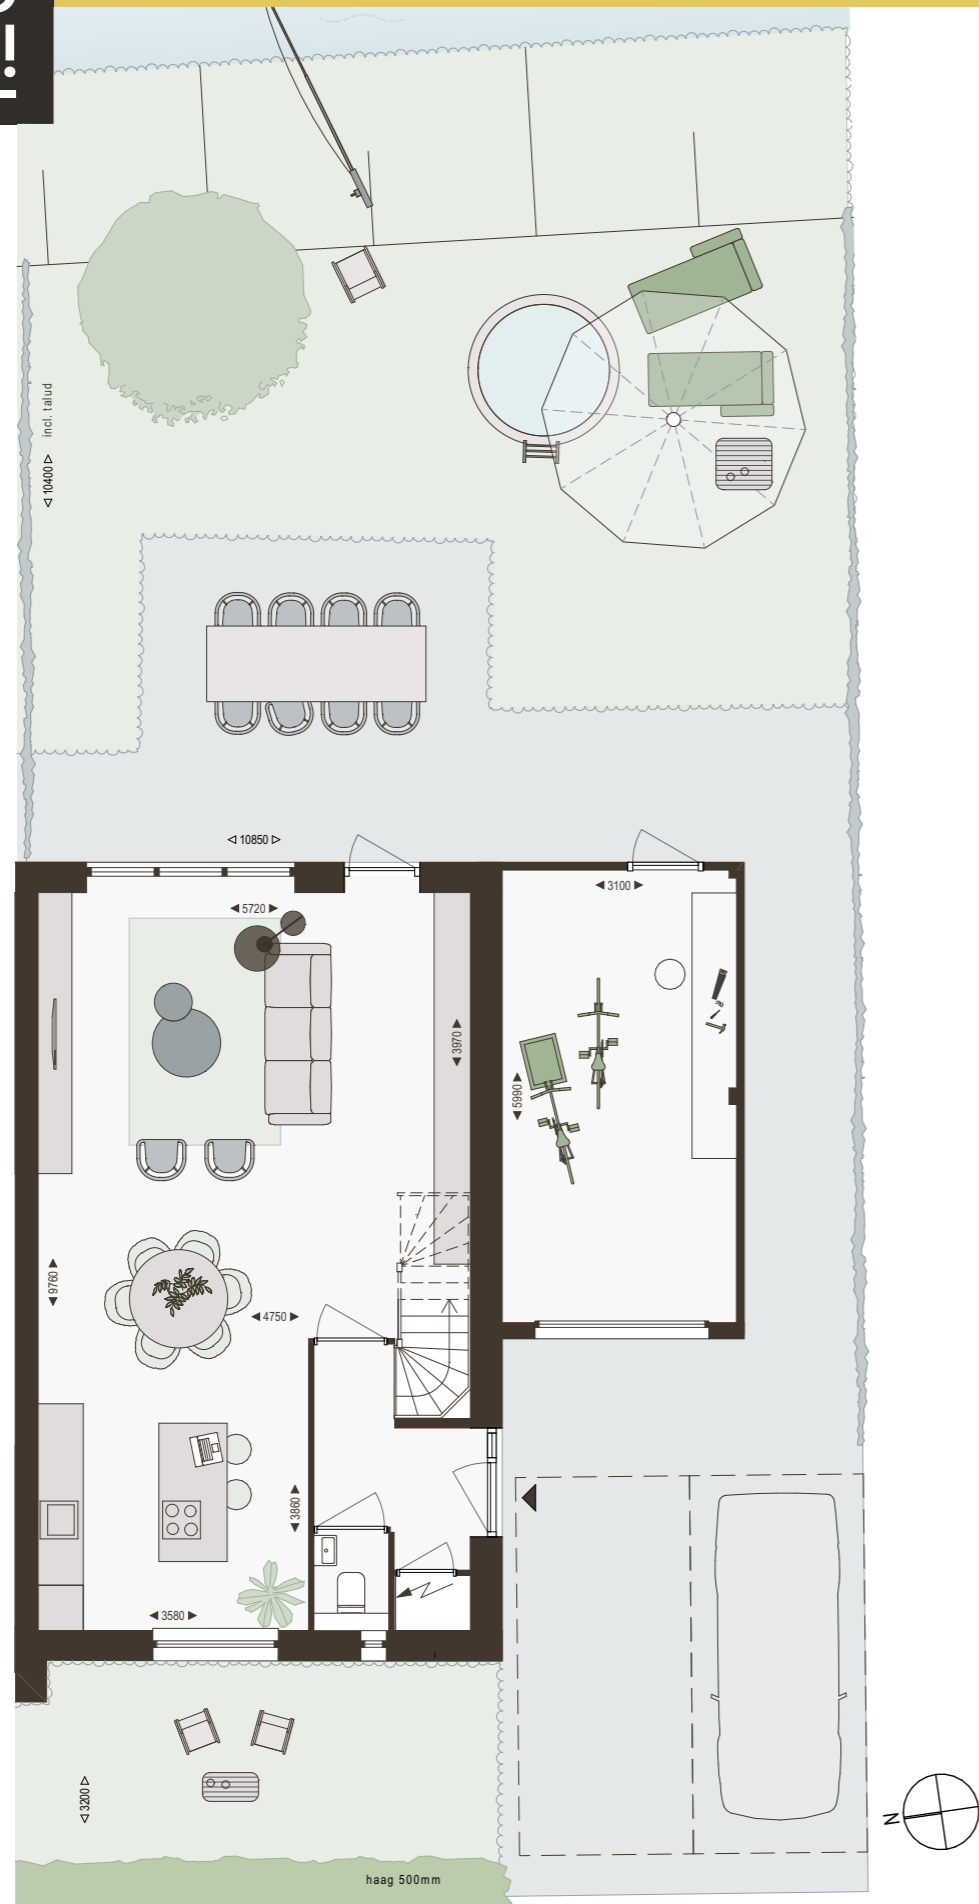 !
incl. talud
◁ 10400 ▷
◁ 10850 ▷
◀ 3100 ▶
◀ 5720 ▶
◀ 3970 ▶
◀ 5990 ▶
◀ 9760 ▶
◀ 4750 ▶
◀ 3860 ▶
◀ 3580 ▶
◁ 3200 ▷
N
haag 500mm